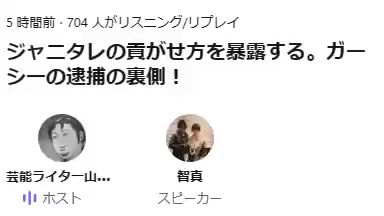 5 時間前 · 704 人がリスニング/リプレイ
ジャニタレの貢がせ方を暴露する。ガー
シーの逮捕の裏側！
芸能ライター山... 智真
ホスト スピーカー